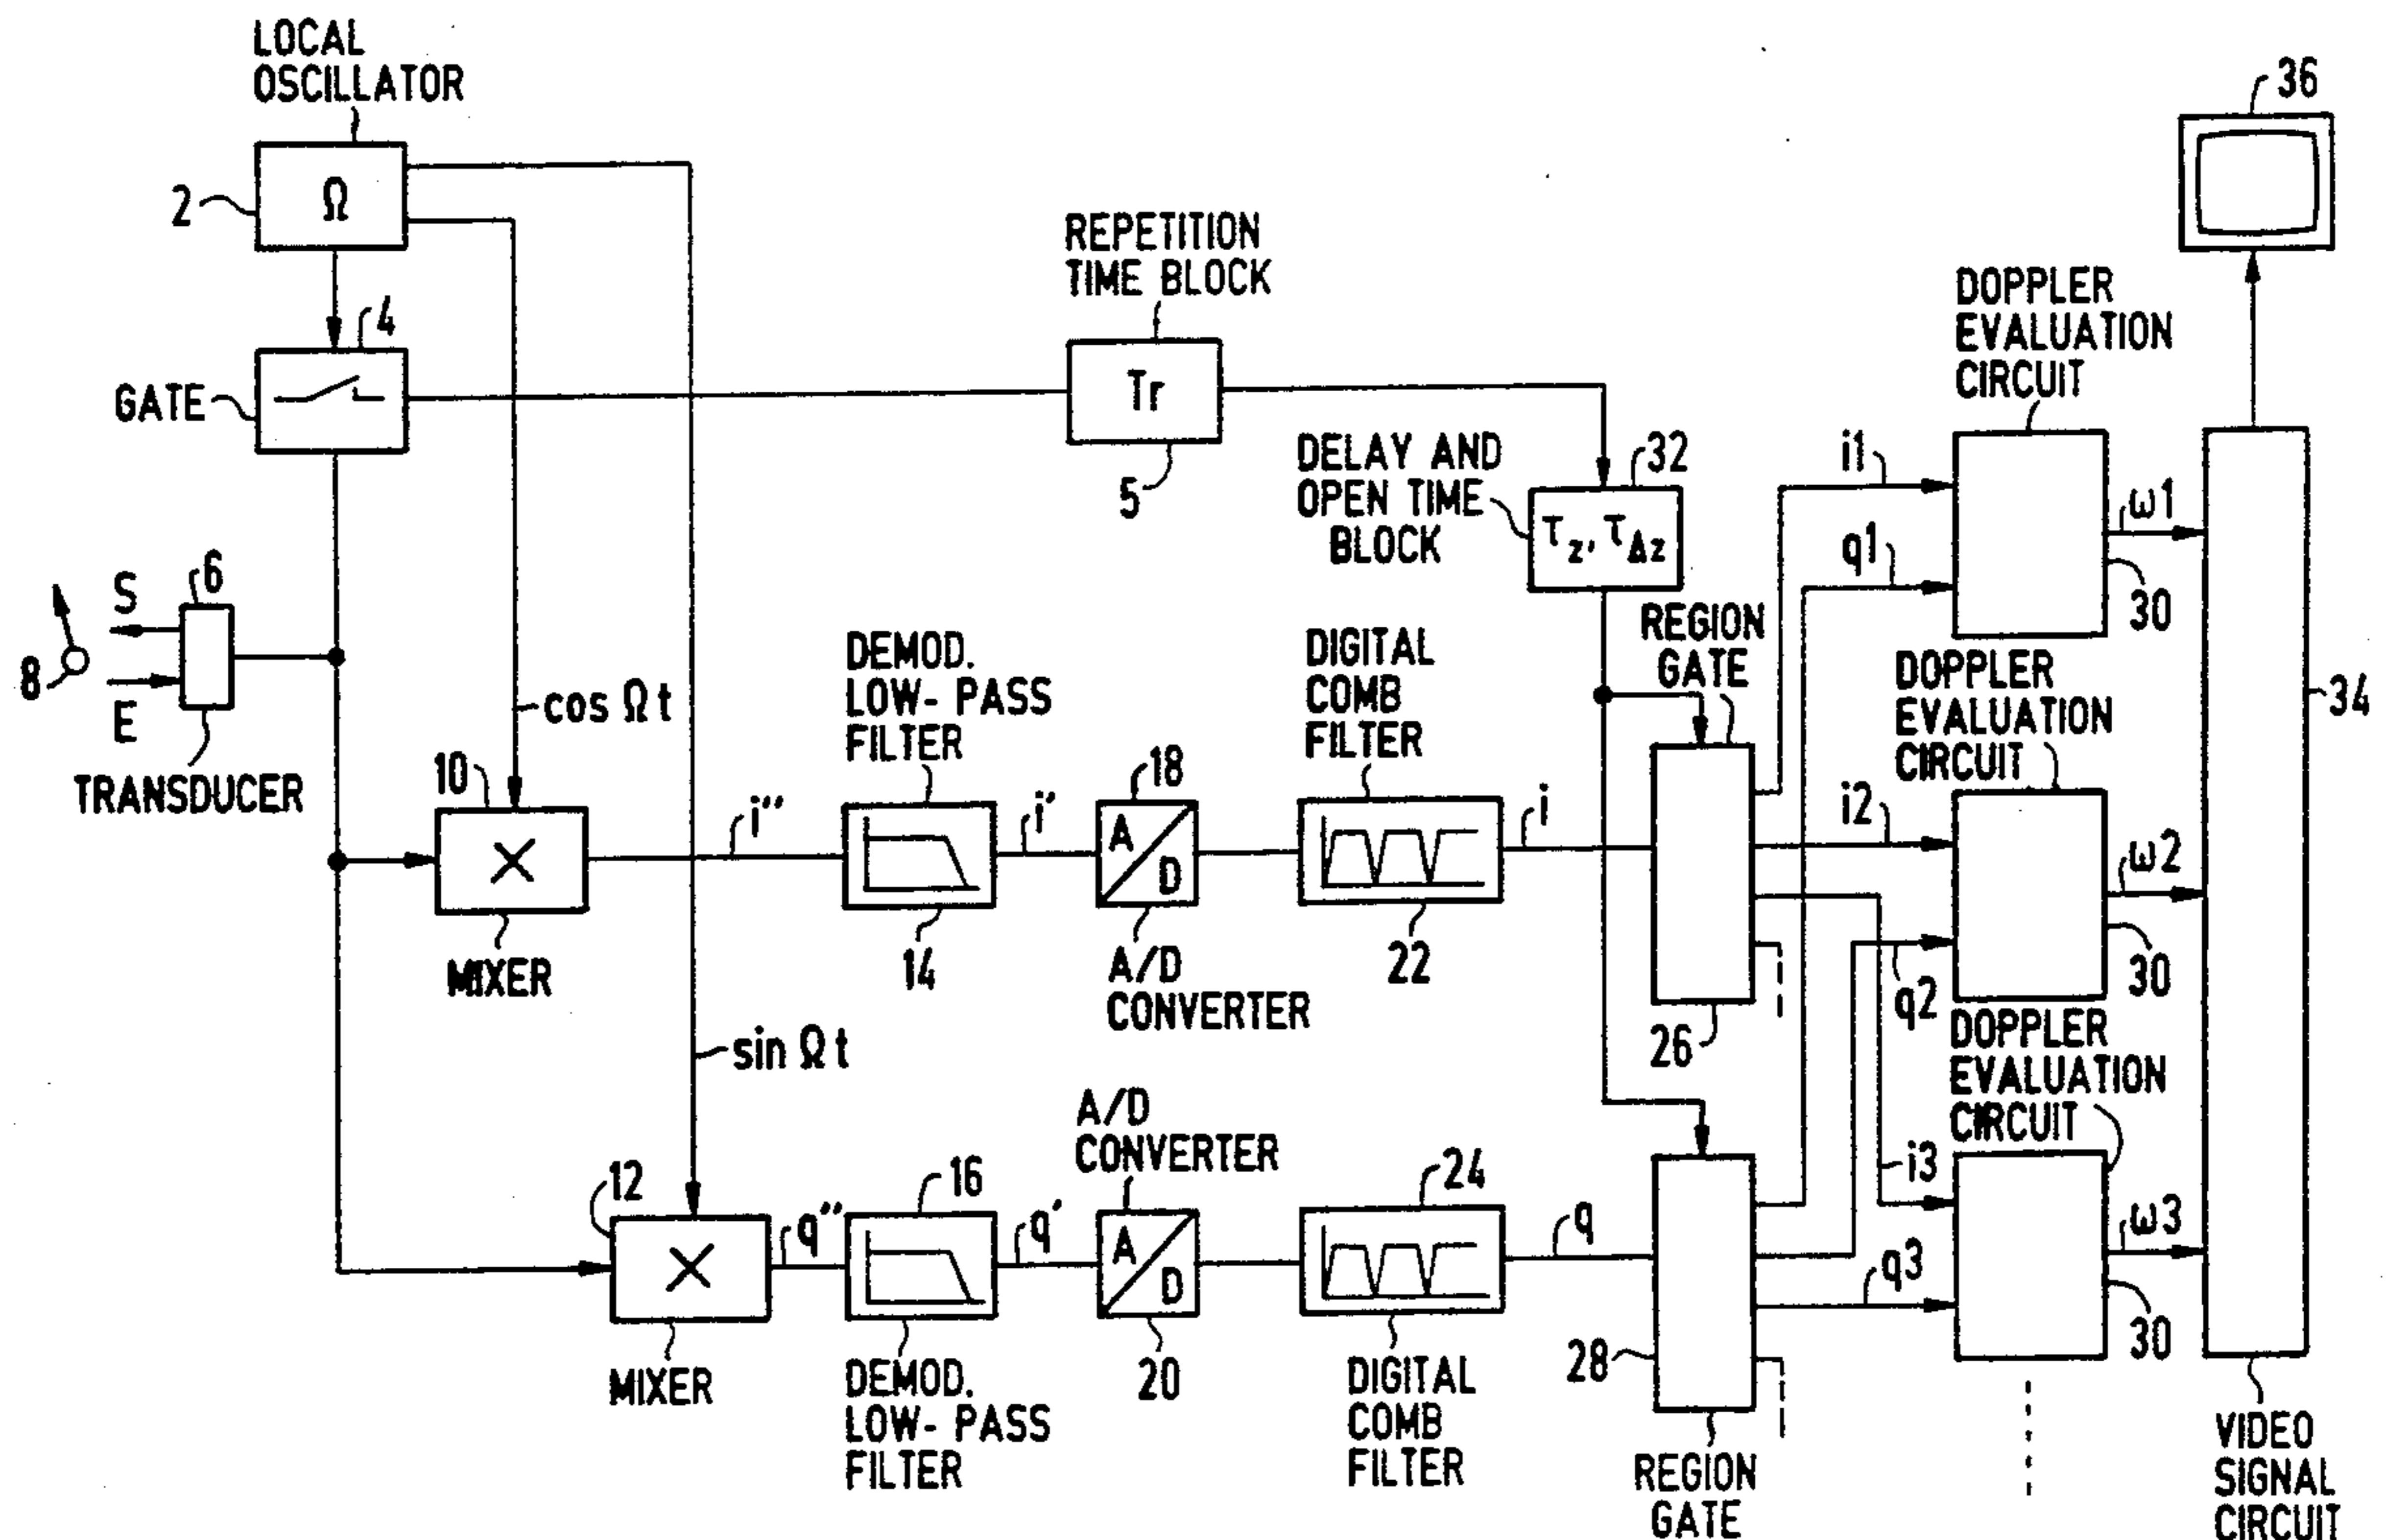 LOCAL
OSCILLATOR
2
Ω
36
REPETITION
TIME BLOCK
4
GATE
Tr
5
DOPPLER
EVALUATION
CIRCUIT
DELAY AND
OPEN TIME
BLOCK
32
τz, τΔz
i1
q1
ω1
30
S
6
8
E
TRANSDUCER
cos Ωt
DEMOD.
LOW- PASS
FILTER
DIGITAL
COMB
FILTER
REGION
GATE
DOPPLER
EVALUATION
CIRCUIT
34
10
X
MIXER
i''
14
i'
18
A
D
A/D
CONVERTER
22
i
26
i2
q2
ω2
30
sin Ωt
DOPPLER
EVALUATION
CIRCUIT
A/D
CONVERTER
12
X
MIXER
q''
16
DEMOD.
LOW- PASS
FILTER
q'
A
D
20
24
DIGITAL
COMB
FILTER
q
28
REGION
GATE
i3
q3
ω3
30
VIDEO
SIGNAL
CIRCUIT